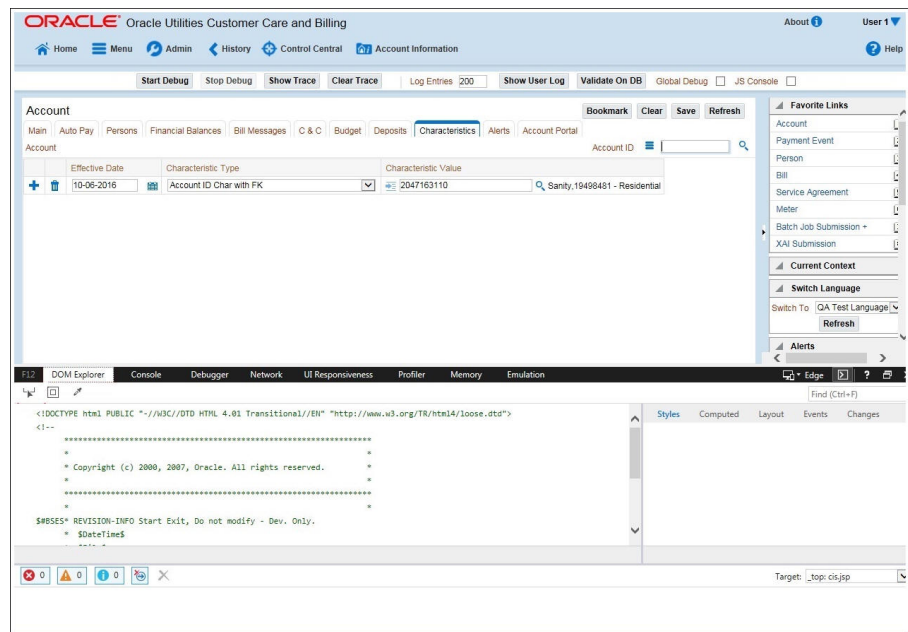 ORACLE® Oracle Utilities Customer Care and Billing
About
User 1
Home
Menu
Admin
History
Control Central
Account Information
Help
Start Debug
Stop Debug
Show Trace
Clear Trace
Log Entries 200
Show User Log
Validate On DB
Global Debug
JS Console
Account
Bookmark
Clear
Save
Refresh
Main
Auto Pay
Persons
Financial Balances
Bill Messages
C & C
Budget
Deposits
Characteristics
Alerts
Account Portal
Account
Account ID
Effective Date
Characteristic Type
Characteristic Value
10-06-2016
Account ID Char with FK
2047163110
Sanity,19498481 - Residential
Favorite Links
Account
Payment Event
Person
Bill
Service Agreement
Meter
Batch Job Submission +
XAI Submission
Current Context
Switch Language
Switch To QA Test Language
Refresh
Alerts
F12
DOM Explorer
Console
Debugger
Network
UI Responsiveness
Profiler
Memory
Emulation
Edge
?
Find (Ctrl+F)
<!DOCTYPE html PUBLIC "-//W3C//DTD HTML 4.01 Transitional//EN" "http://www.w3.org/TR/html4/loose.dtd">
<!--
* Copyright (c) 2000, 2007, Oracle. All rights reserved. *
$#BSES* REVISION-INFO Start Exit, Do not modify - Dev. Only.
* $DateTime$
Styles
Computed
Layout
Events
Changes
0
0
0
Target: _top: cis.jsp